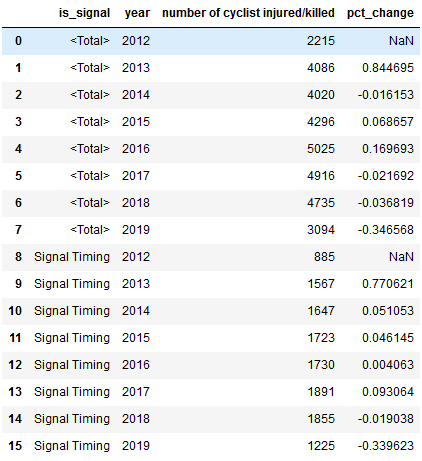 is_signal year number of cyclist injured/killed pct_change
0 <Total> 2012 2215 NaN
1 <Total> 2013 4086 0.844695
2 <Total> 2014 4020 -0.016153
3 <Total> 2015 4296 0.068657
4 <Total> 2016 5025 0.169693
5 <Total> 2017 4916 -0.021692
6 <Total> 2018 4735 -0.036819
7 <Total> 2019 3094 -0.346568
8 Signal Timing 2012 885 NaN
9 Signal Timing 2013 1567 0.770621
10 Signal Timing 2014 1647 0.051053
11 Signal Timing 2015 1723 0.046145
12 Signal Timing 2016 1730 0.004063
13 Signal Timing 2017 1891 0.093064
14 Signal Timing 2018 1855 -0.019038
15 Signal Timing 2019 1225 -0.339623